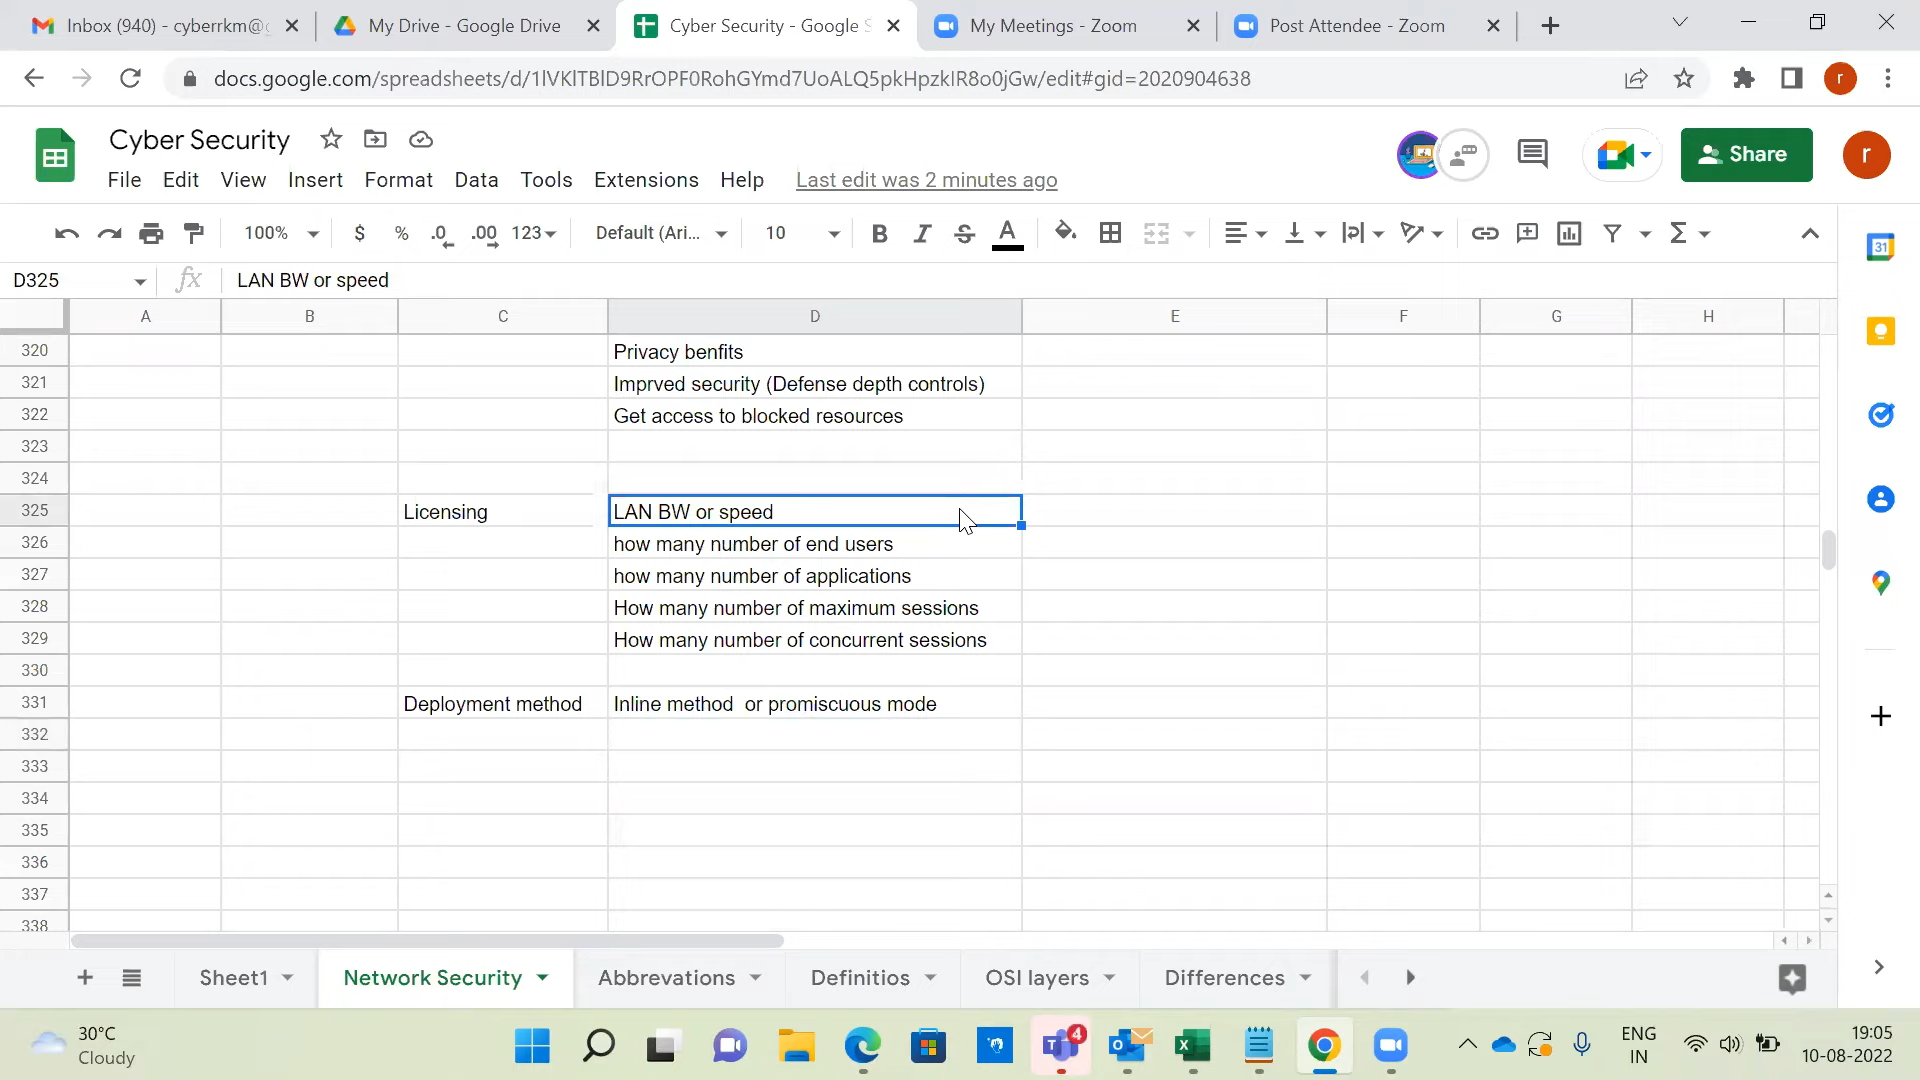 Inbox (940) - cyberrkm@g
My Drive - Google Drive
Cyber Security - Google S
My Meetings - Zoom
Post Attendee - Zoom
docs.google.com/spreadsheets/d/1lVKlTBlD9RrOPF0RohGYmd7UoALQ5pkHpzkIR8o0jGw/edit#gid=2020904638
r
Cyber Security
Share
r
File Edit View Insert Format Data Tools Extensions Help Last edit was 2 minutes ago
100% $ % .0 .00 123 Default (Ari... 10 B I S A Σ
31
D325 fx LAN BW or speed
A B C D E F G H
320 Privacy benfits
321 Imprved security (Defense depth controls)
322 Get access to blocked resources
323
324
325 Licensing LAN BW or speed
326 how many number of end users
327 how many number of applications
328 How many number of maximum sessions
329 How many number of concurrent sessions
330
331 Deployment method Inline method or promiscuous mode
332
333
334
335
336
337
338
Sheet1 Network Security Abbrevations Definitios OSI layers Differences
30°C
Cloudy
4
ENG
IN
19:05
10-08-2022